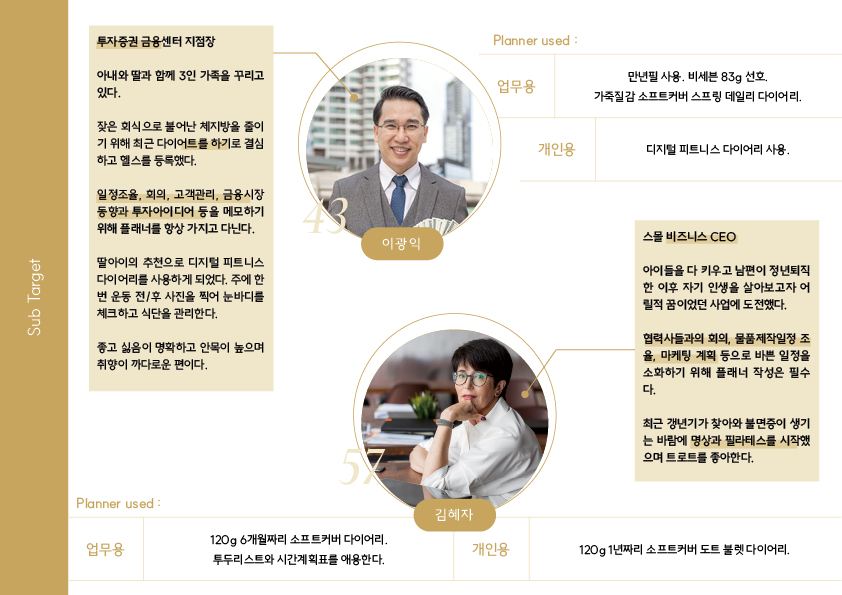 Sub Target
투자증권 금융센터 지점장
아내와 딸과 함께 3인 가족을 꾸리고
있다.
잦은 회식으로 불어난 체지방을 줄이
기 위해 최근 다이어트를 하기로 결심
하고 헬스를 등록했다.
일정조율, 회의, 고객관리, 금융시장
동향과 투자아이디어 등을 메모하기
위해 플래너를 항상 가지고 다닌다.
딸아이의 추천으로 디지털 피트니스
다이어리를 사용하게 되었다. 주에 한
번 운동 전/후 사진을 찍어 눈바디를
체크하고 식단을 관리한다.
좋고 싫음이 명확하고 안목이 높으며
취향이 까다로운 편이다.
43
이광익
Planner used :
업무용
만년필 사용. 비세븐 83g 선호.
가죽질감 소프트커버 스프링 데일리 다이어리.
개인용
디지털 피트니스 다이어리 사용.
스몰 비즈니스 CEO
아이들을 다 키우고 남편이 정년퇴직
한 이후 자기 인생을 살아보고자 어
릴적 꿈이었던 사업에 도전했다.
협력사들과의 회의, 물품제작일정 조
율, 마케팅 계획 등으로 바쁜 일정을
소화하기 위해 플래너 작성은 필수
다.
최근 갱년기가 찾아와 불면증이 생기
는 바람에 명상과 필라테스를 시작했
으며 트로트를 좋아한다.
57
김혜자
Planner used :
업무용
120g 6개월짜리 소프트커버 다이어리.
투두리스트와 시간계획표를 애용한다.
개인용
120g 1년짜리 소프트커버 도트 불렛 다이어리.